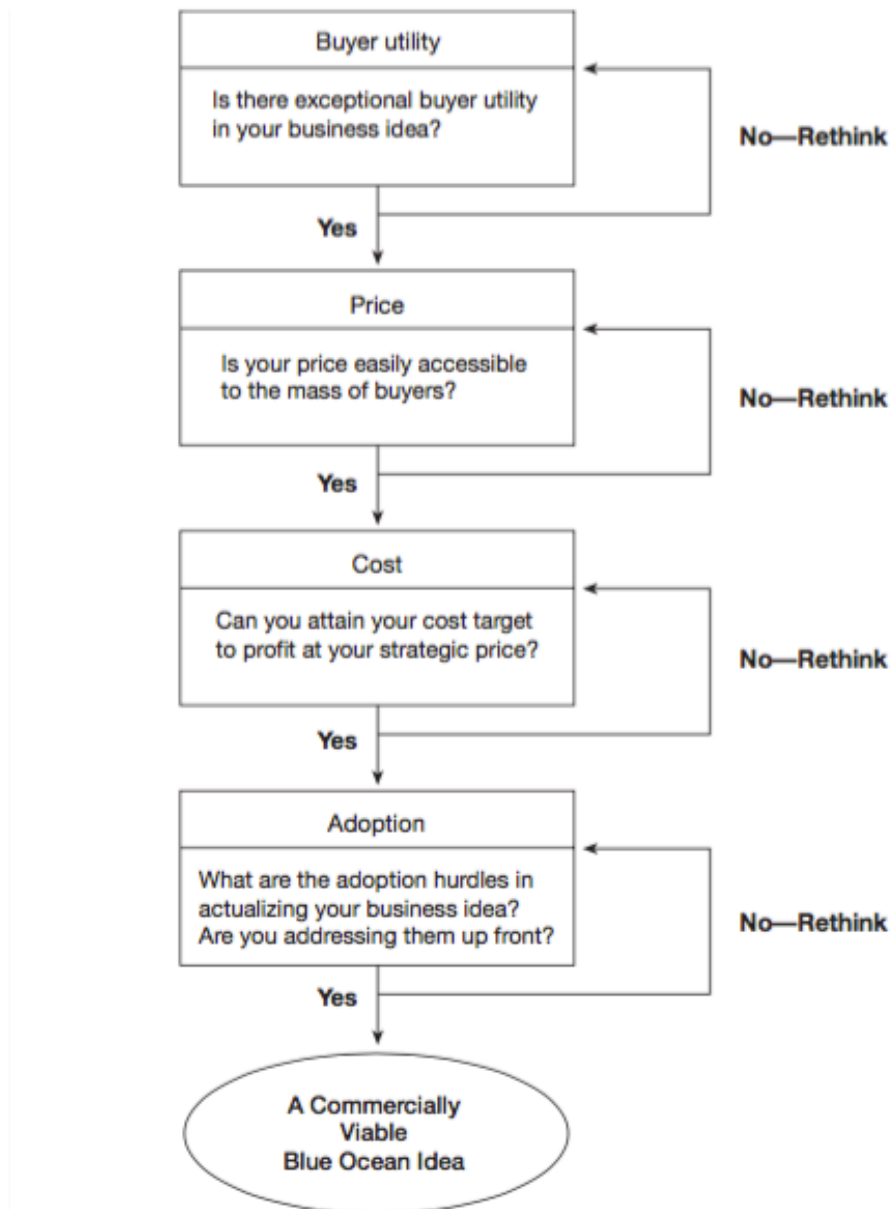 Buyer utility
Is there exceptional buyer utility
in your business idea?
No—Rethink
Yes
Price
Is your price easily accessible
to the mass of buyers?
No—Rethink
Yes
Cost
Can you attain your cost target
to profit at your strategic price?
No—Rethink
Yes
Adoption
What are the adoption hurdles in
actualizing your business idea?
Are you addressing them up front?
No—Rethink
Yes
A Commercially
Viable
Blue Ocean Idea